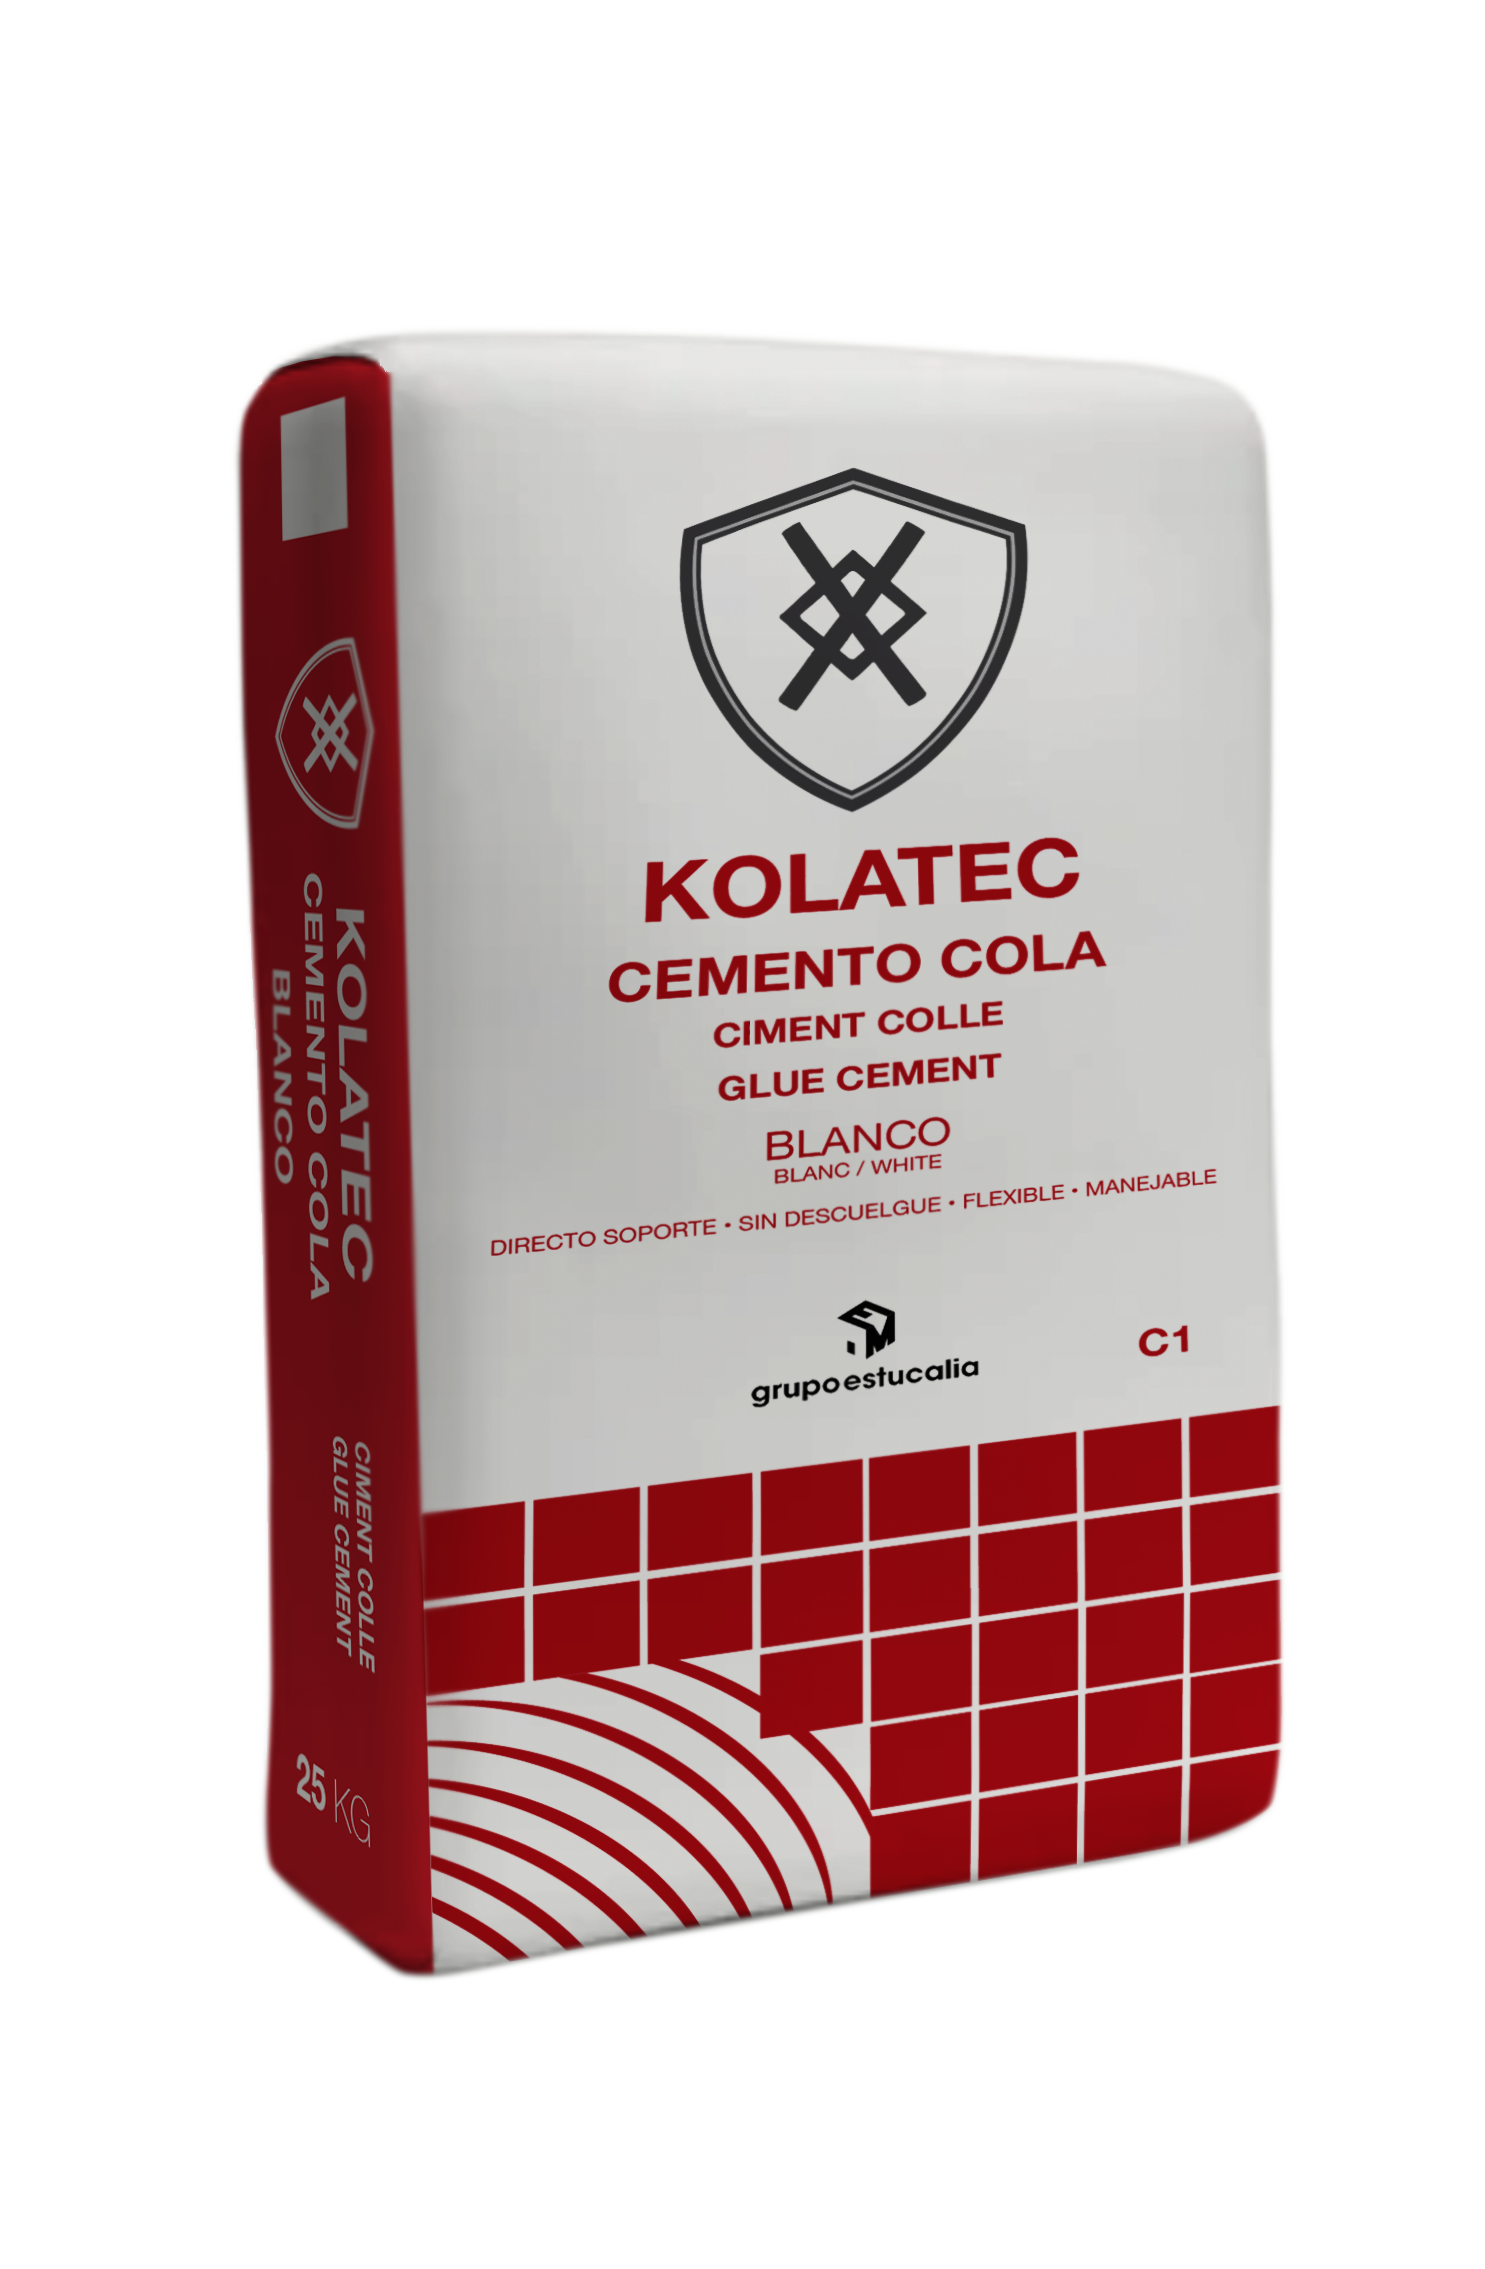 KOLATEC
CEMENTO COLA
CIMENT COLLE
GLUE CEMENT
BLANCO
BLANC / WHITE
DIRECTO SOPORTE • SIN DESCUELGUE • FLEXIBLE • MANEJABLE
grupoestucalia
C1
KOLATEC
CEMENTO COLA
BLANCO
CIMENT COLLE
GLUE CEMENT
25 KG